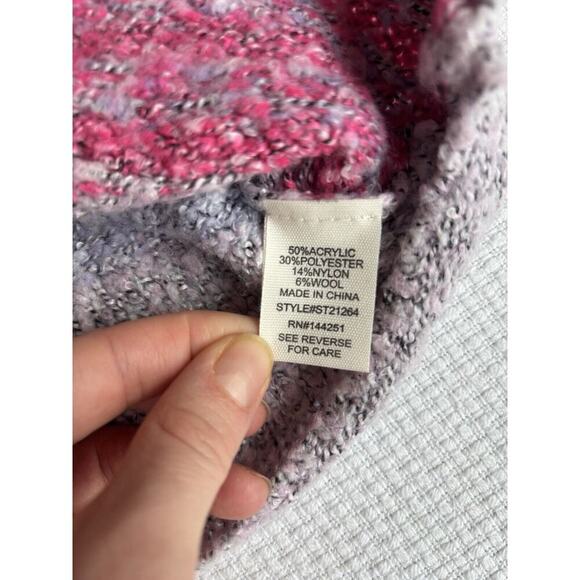 50%ACRYLIC
30%POLYESTER
14%NYLON
6%WOOL
MADE IN CHINA
STYLE#ST21264
RN#144251
SEE REVERSE
FOR CARE